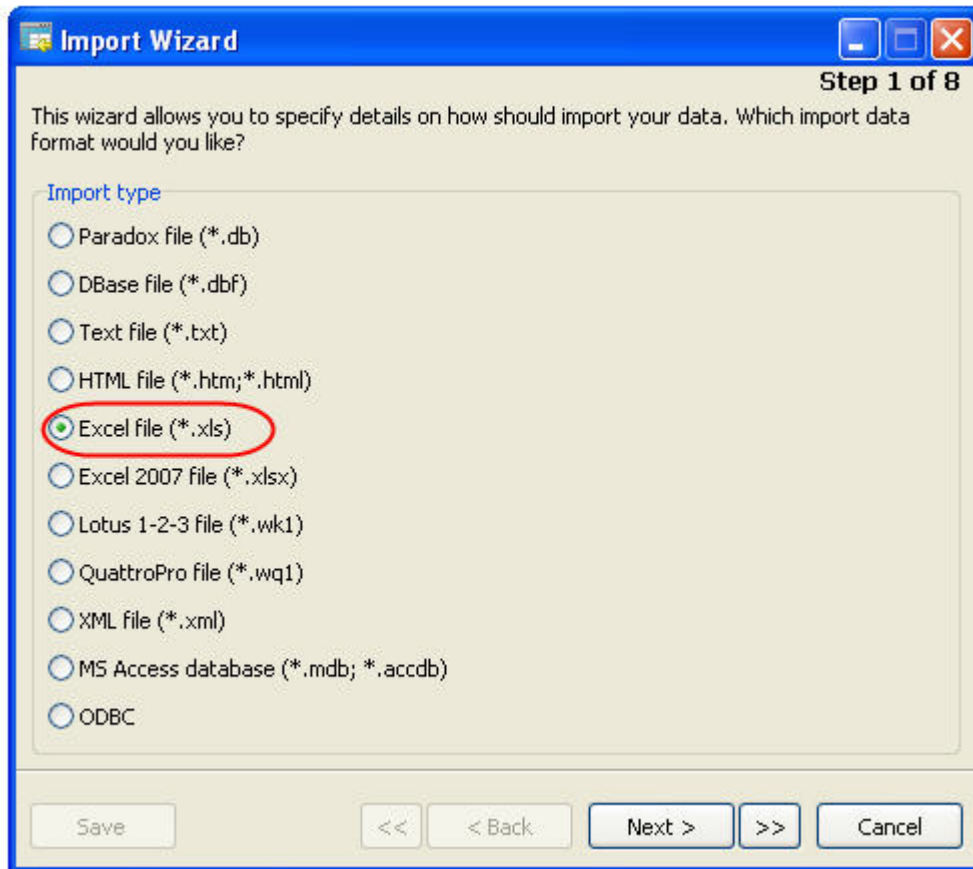 Import Wizard
Step 1 of 8
This wizard allows you to specify details on how should import your data. Which import data
format would you like?
Import type
Paradox file (*.db)
DBase file (*.dbf)
Text file (*.txt)
HTML file (*.htm;*.html)
Excel file (*.xls)
Excel 2007 file (*.xlsx)
Lotus 1-2-3 file (*.wk1)
QuattroPro file (*.wq1)
XML file (*.xml)
MS Access database (*.mdb; *.accdb)
ODBC
Save << < Back Next > >> Cancel